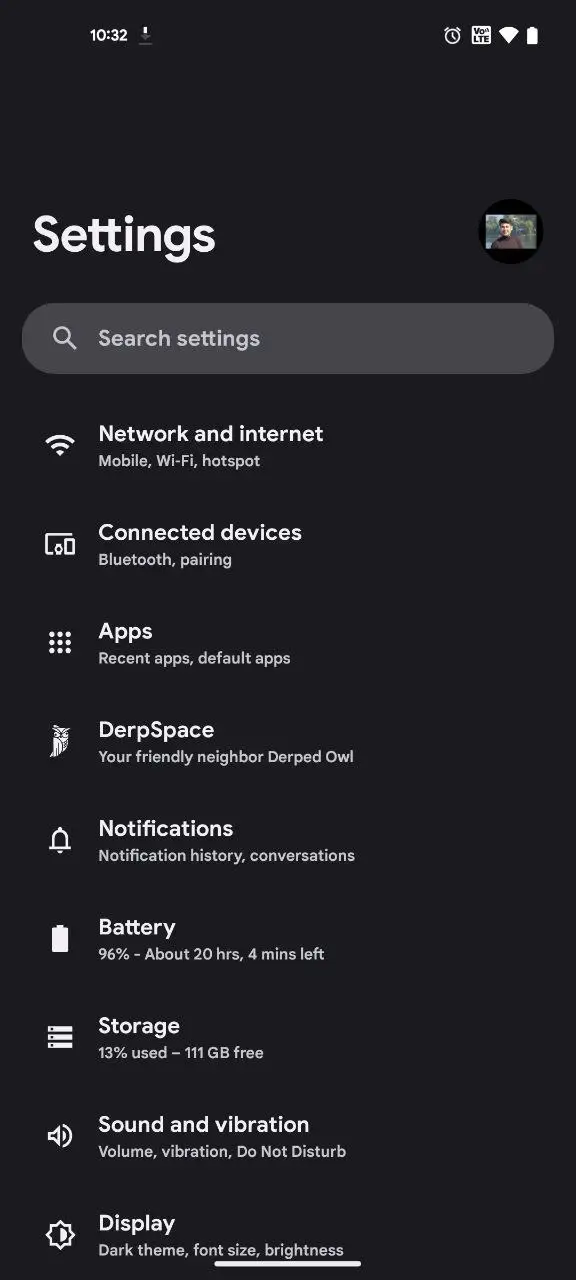 10:32
Vo))
LTE
Settings
Search settings
Network and internet
Mobile, Wi-Fi, hotspot
Connected devices
Bluetooth, pairing
Apps
Recent apps, default apps
DerpSpace
Your friendly neighbor Derped Owl
Notifications
Notification history, conversations
Battery
96% - About 20 hrs, 4 mins left
Storage
13% used – 111 GB free
Sound and vibration
Volume, vibration, Do Not Disturb
Display
Dark theme, font size, brightness